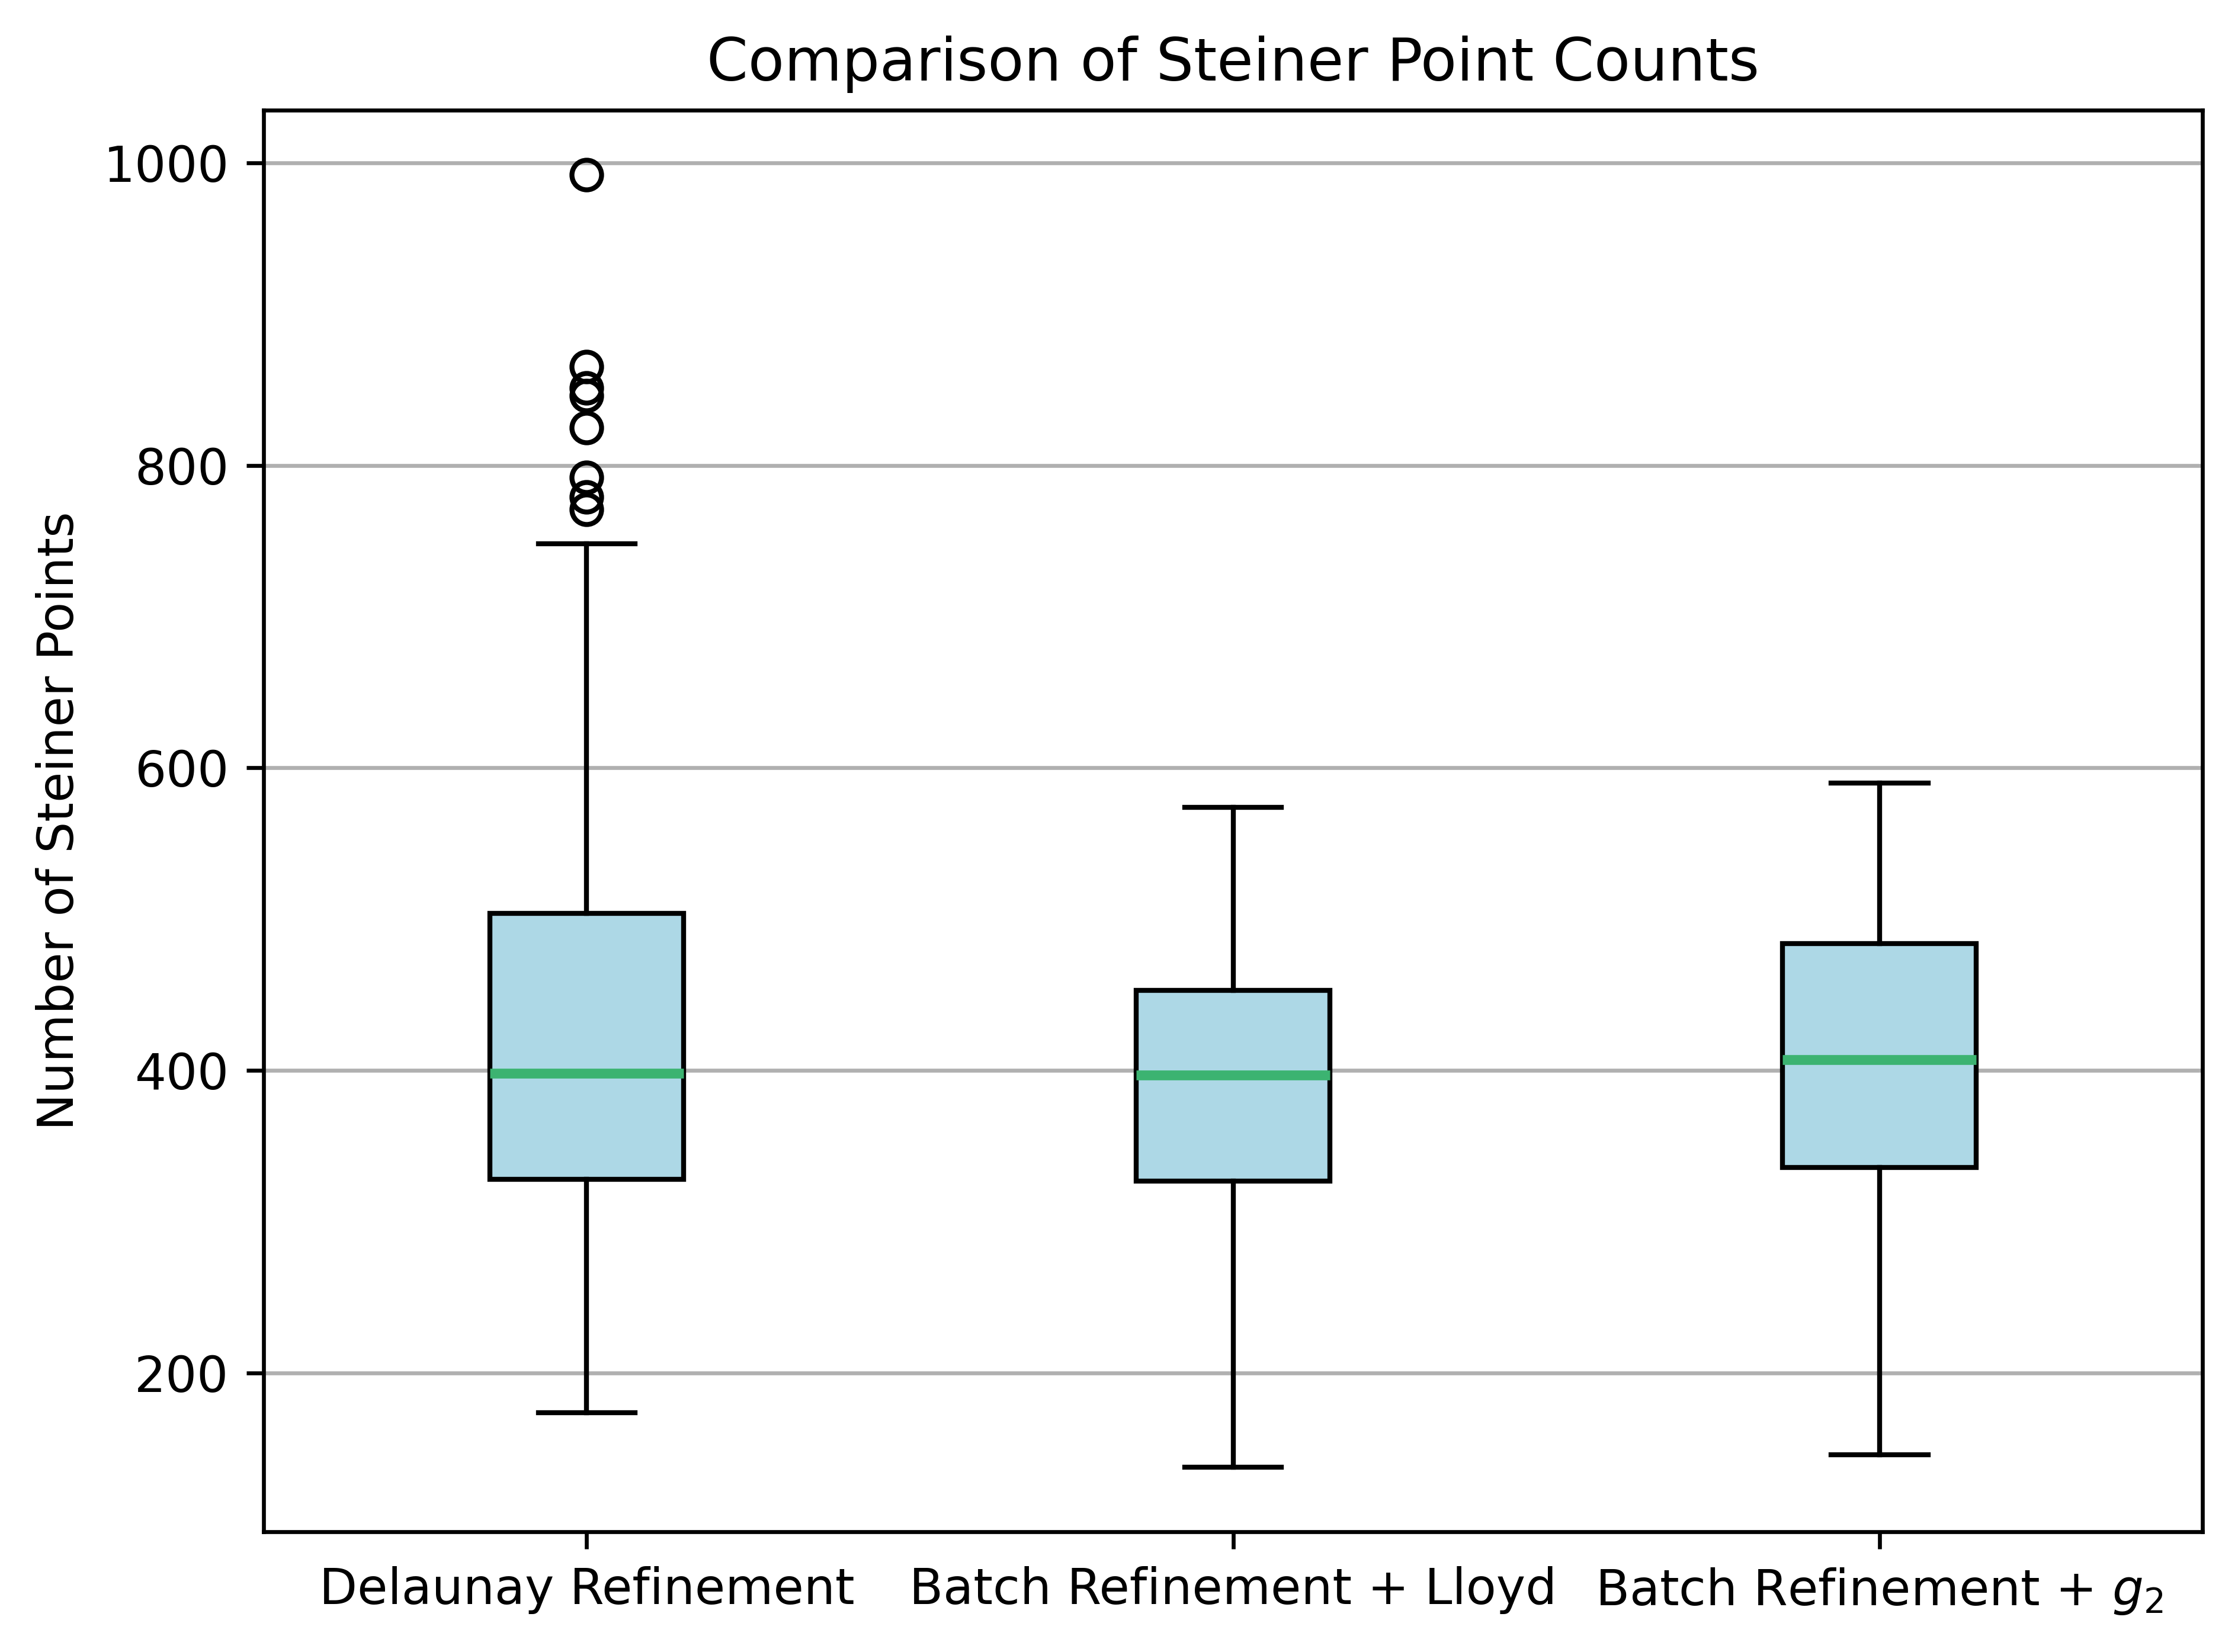 Comparison of Steiner Point Counts
Number of Steiner Points
1000
800
600
400
200
Delaunay Refinement
Batch Refinement + Lloyd
Batch Refinement + g₂